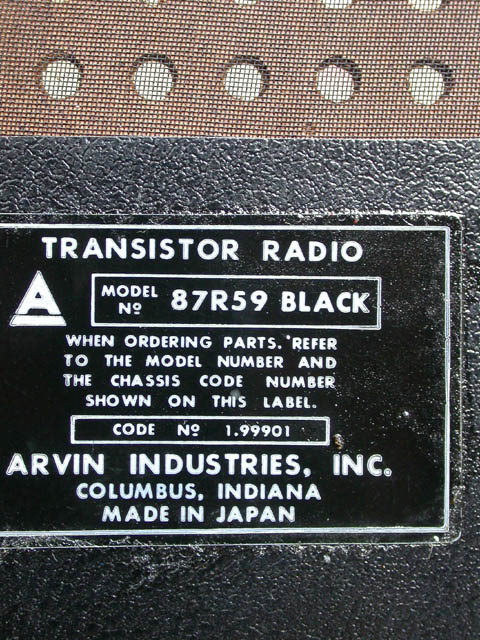 TRANSISTOR RADIO
A
MODEL
Nº
87R59 BLACK
WHEN ORDERING PARTS. REFER
TO THE MODEL NUMBER AND
THE CHASSIS CODE NUMBER
SHOWN ON THIS LABEL.
CODE Nº 1.99901
ARVIN INDUSTRIES, INC.
COLUMBUS, INDIANA
MADE IN JAPAN